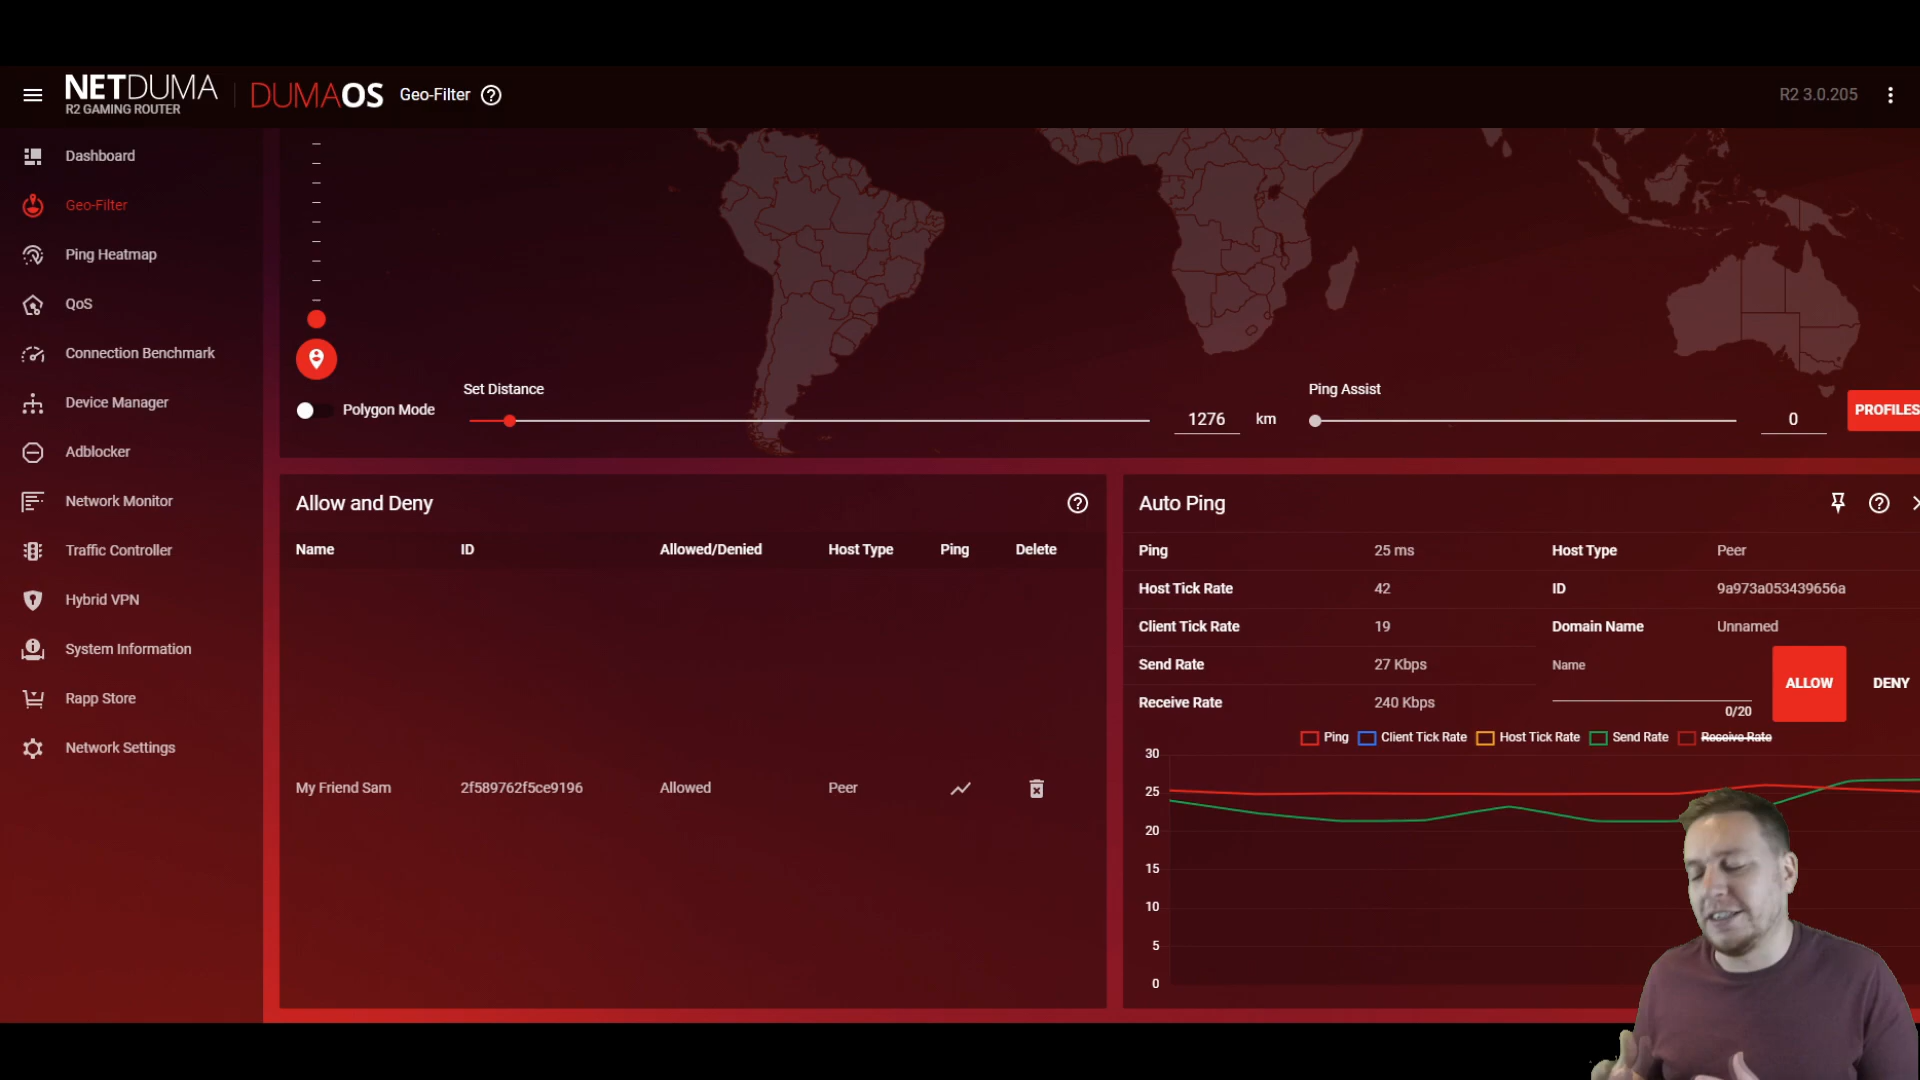 NETDUMA
R2 GAMING ROUTER
DUMAOS
Geo-Filter
R2 3.0.205
Dashboard
Geo-Filter
Ping Heatmap
QoS
Connection Benchmark
Device Manager
Adblocker
Network Monitor
Traffic Controller
Hybrid VPN
System Information
Rapp Store
Network Settings
Polygon Mode
Set Distance
1276 km
Ping Assist
0
PROFILES
Allow and Deny
Name ID Allowed/Denied Host Type Ping Delete
My Friend Sam 2f589762f5ce9196 Allowed Peer
Auto Ping
Ping 25 ms
Host Tick Rate 42
Client Tick Rate 19
Send Rate 27 Kbps
Receive Rate 240 Kbps
Host Type Peer
ID 9a973a053439656a
Domain Name Unnamed
Name
0/20
ALLOW
DENY
Ping Client Tick Rate Host Tick Rate Send Rate Receive Rate
30
25
20
15
10
5
0